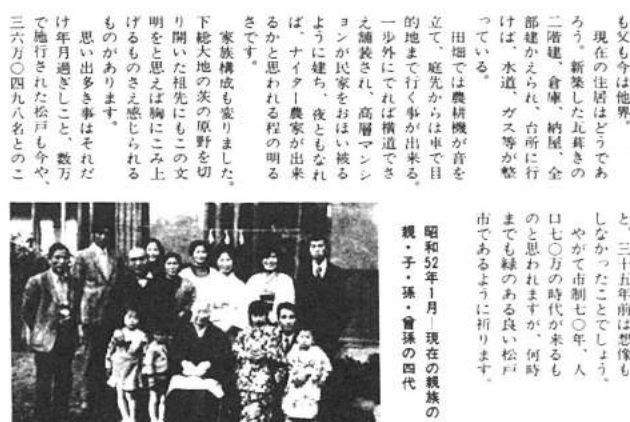 も父も今は他界。
現在の住居はどうであ
ろう。新築した瓦葺きの
二階建、倉庫、納屋、全
部建かえられ、台所に行
けば、水道、ガス等が整
っている。
田畑では農耕機が音を
立て、庭先からは車で目
的地まで行く事が出来る。
一歩外にでれば横道でさ
え舗装され、高層マンシ
ョンが民家をおほい被る
ように建ち、夜ともなれ
ば、ナイター農家が出来
るかと思われる程の明る
さです。
家族構成も変りました。
下総大地の茨の原野を切
り開いた祖先にもこの文
明をと思えば胸にこみ上
げるものさえ感じられる
ものがあります。
思い出多き事はそれだ
け年月過ぎしこと、数万
で施行された松戸も今や、
三六万〇四九八名とのこ
と、三十五年前は想像も
しなかったことでしょう。
やがて市制七〇年、人
口七〇万の時代が来るも
のと思われますが、何時
までも緑のある良い松戸
市であるように祈ります。
昭和52年1月―現在の親族の
親・子・孫・曾孫の四代